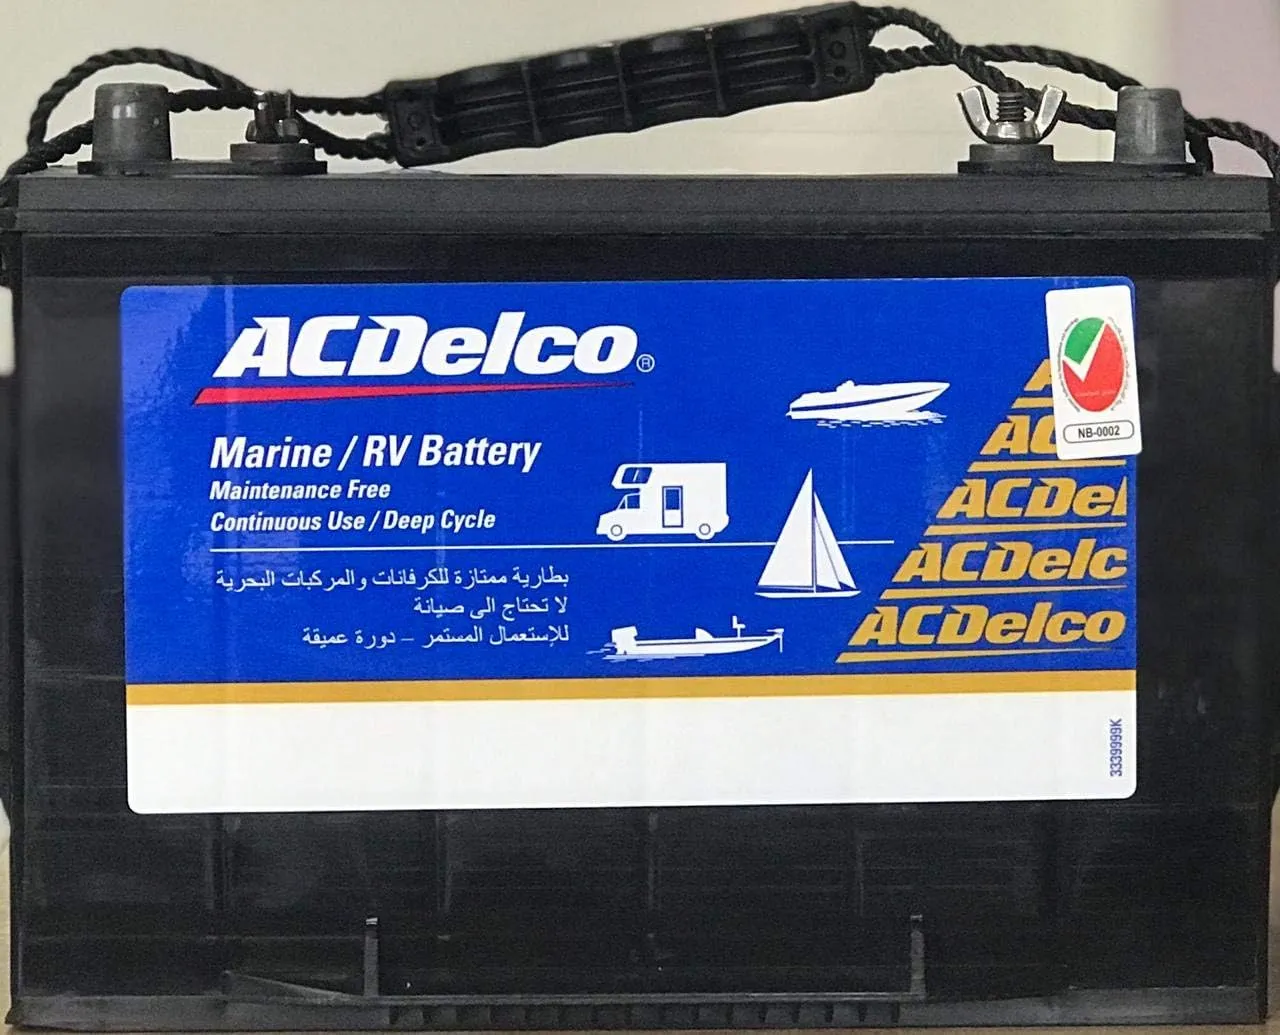 ACDelco®
Marine / RV Battery
Maintenance Free
Continuous Use / Deep Cycle
بطارية ممتازة للكرفانات والمركبات البحرية
لا تحتاج الى صيانة
للإستعمال المستمر – دورة عميقة
NB-0002
A
AC
ACDel
ACDelc
ACDelco
3339999K